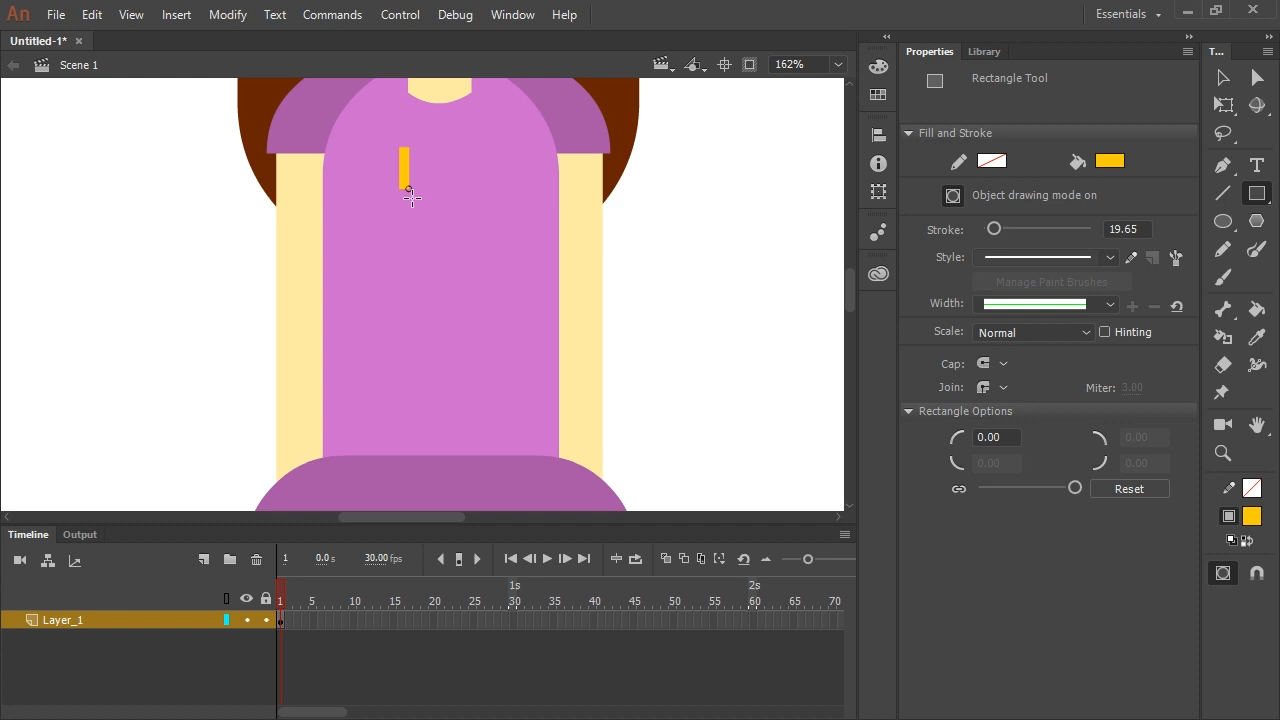 An File Edit View Insert Modify Text Commands Control Debug Window Help Essentials
Untitled-1* ×
Scene 1 162%
Properties Library T...
Rectangle Tool
Fill and Stroke
Object drawing mode on
Stroke: 19.65
Style:
Manage Paint Brushes
Width:
Scale: Normal Hinting
Cap:
Join: Miter: 3.00
Rectangle Options
0.00 0.00
0.00 0.00
Reset
Timeline Output
1 0.0 s 30.00 fps
1s 2s
1 5 10 15 20 25 30 35 40 45 50 55 60 65 70
Layer_1